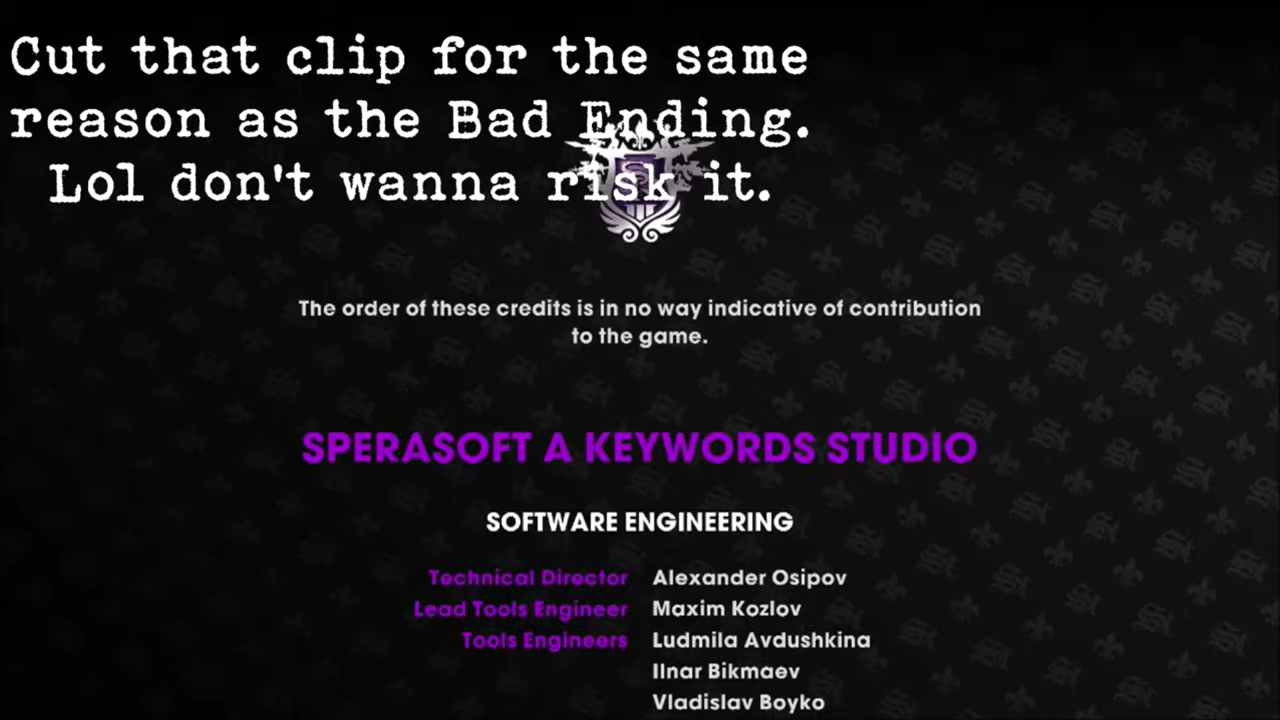 Cut that clip for the same
reason as the Bad Ending.
Lol don't wanna risk it.
The order of these credits is in no way indicative of contribution
to the game.
SPERASOFT A KEYWORDS STUDIO
SOFTWARE ENGINEERING
Technical Director Alexander Osipov
Lead Tools Engineer Maxim Kozlov
Tools Engineers Ludmila Avdushkina
Ilnar Bikmaev
Vladislav Boyko